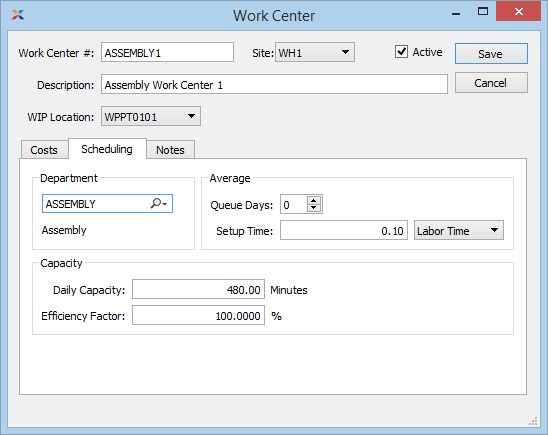 Work Center
Work Center #: ASSEMBLY1 Site: WH1 Active Save
Description: Assembly Work Center 1 Cancel
WIP Location: WPPT0101
Costs Scheduling Notes
Department Average
ASSEMBLY Queue Days: 0
Assembly Setup Time: 0.10 Labor Time
Capacity
Daily Capacity: 480.00 Minutes
Efficiency Factor: 100.0000 %